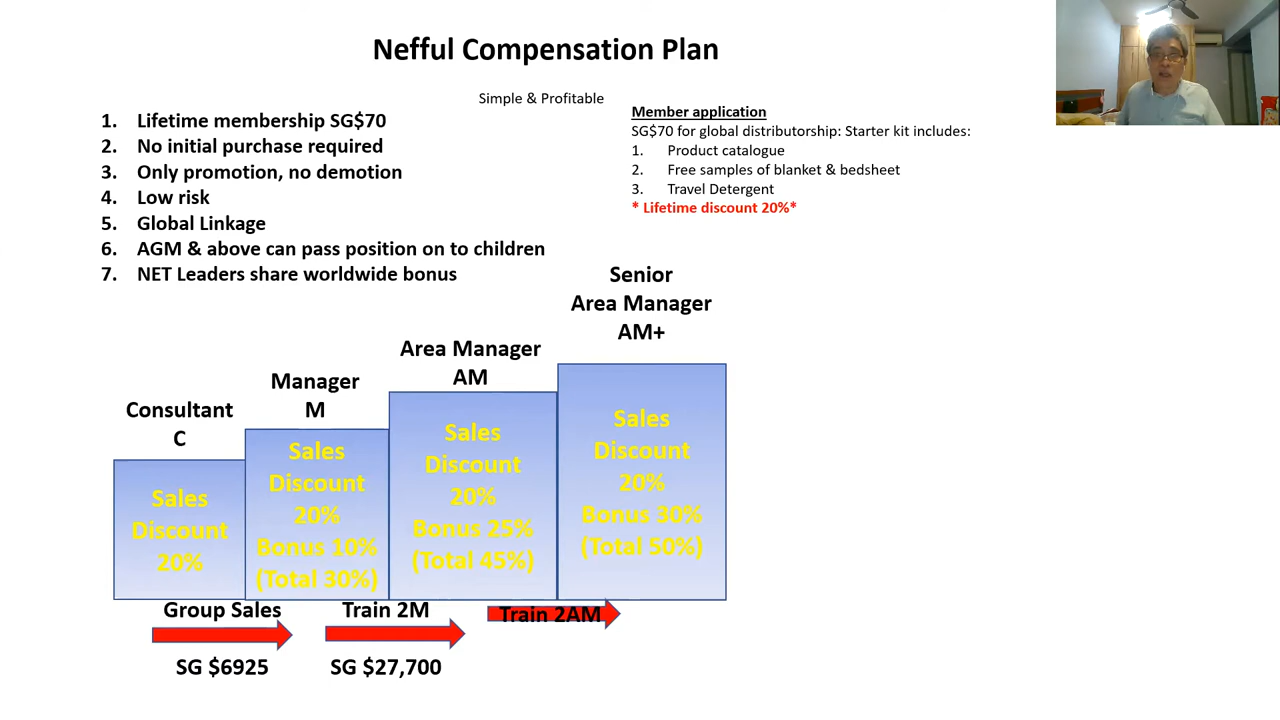 Nefful Compensation Plan
Simple & Profitable
1. Lifetime membership SG$70
2. No initial purchase required
3. Only promotion, no demotion
4. Low risk
5. Global Linkage
6. AGM & above can pass position on to children
7. NET Leaders share worldwide bonus
Member application
SG$70 for global distributorship: Starter kit includes:
1. Product catalogue
2. Free samples of blanket & bedsheet
3. Travel Detergent
* Lifetime discount 20%*
Consultant
C
Sales
Discount
20%
Manager
M
Sales
Discount
20%
Bonus 10%
(Total 30%)
Area Manager
AM
Sales
Discount
20%
Bonus 25%
(Total 45%)
Senior
Area Manager
AM+
Sales
Discount
20%
Bonus 30%
(Total 50%)
Group Sales
SG $6925
Train 2M
SG $27,700
Train 2AM